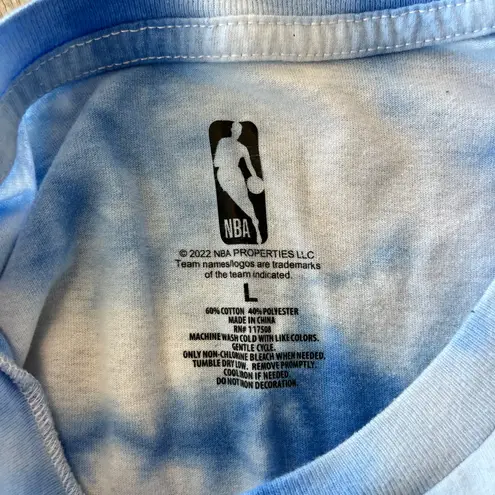 NBA
© 2022 NBA PROPERTIES LLC
Team names/logos are trademarks
of the team indicated.
L
60% COTTON 40% POLYESTER
MADE IN CHINA
RN# 117508
MACHINE WASH COLD WITH LIKE COLORS.
GENTLE CYCLE.
ONLY NON-CHLORINE BLEACH WHEN NEEDED.
TUMBLE DRY LOW. REMOVE PROMPTLY.
COOL IRON IF NEEDED.
DO NOT IRON DECORATION.